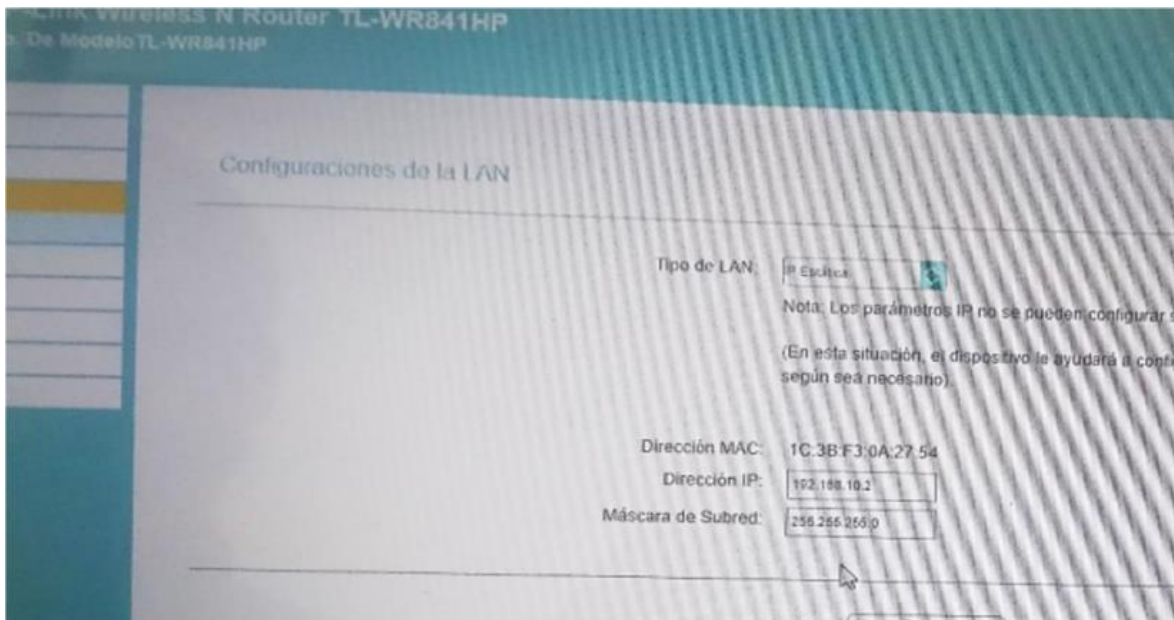 Wireless N Router TL-WR841HP
De Modelo TL-WR841HP
Configuraciones de la LAN
Tipo de LAN:
Nota: Los parámetros IP no se pueden configurar
(En esta situación, el dispositivo le ayudará a
según sea necesario).
Dirección MAC: 1C:3B:F3:0A:27:54
Dirección IP: 192.168.10.2
Máscara de Subred: 255.255.255.0